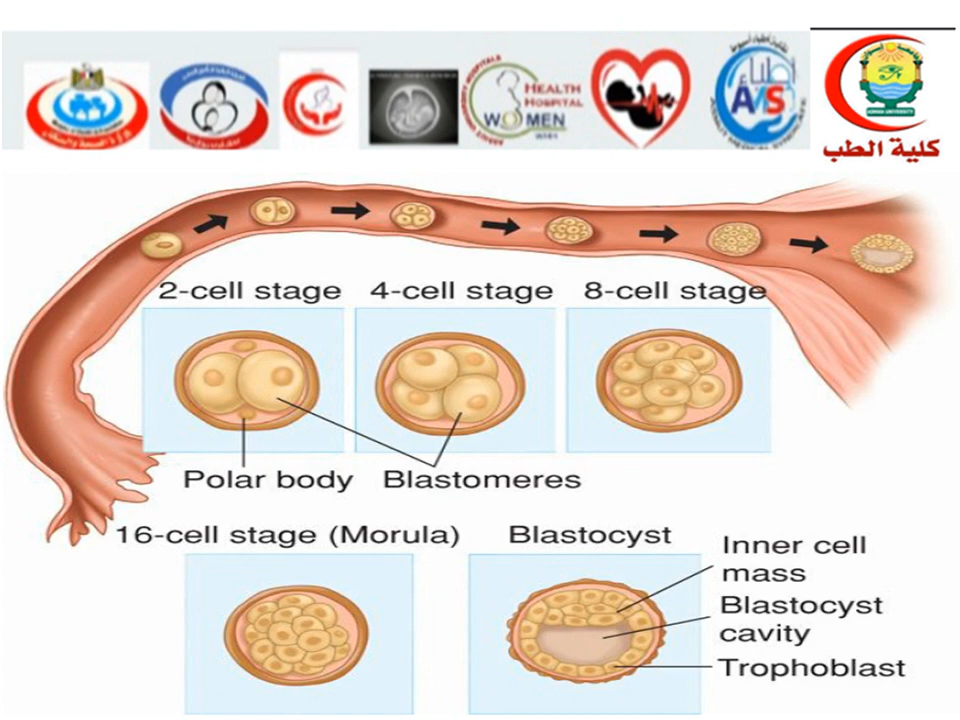 HEALTH
HOSPITAL
WOMEN
كلية الطب
2-cell stage
4-cell stage
8-cell stage
Polar body
Blastomeres
16-cell stage (Morula)
Blastocyst
Inner cell
mass
Blastocyst
cavity
Trophoblast